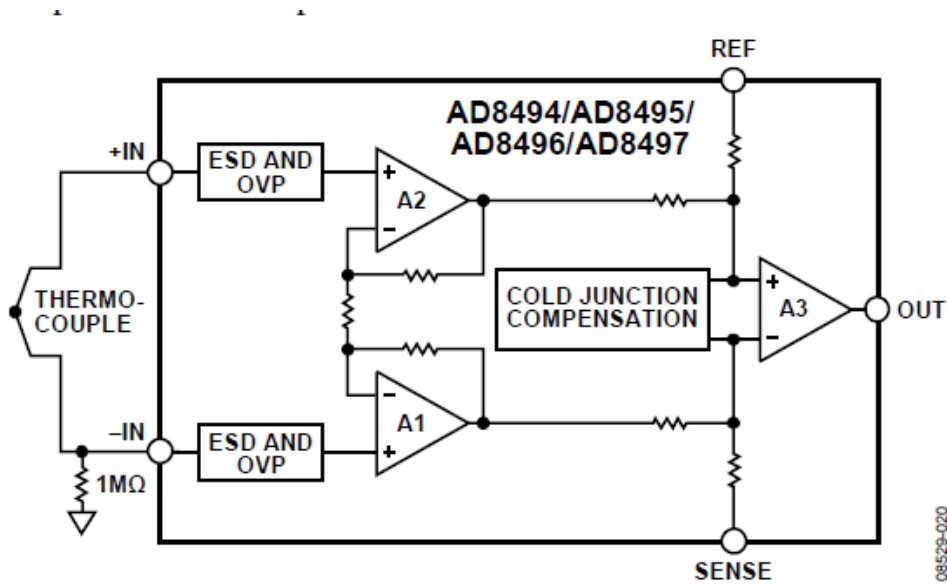 REF
AD8494/AD8495/
AD8496/AD8497
+IN
ESD AND
OVP
+
A2
–
THERMO-
COUPLE
COLD JUNCTION
COMPENSATION
+
A3
–
OUT
–
A1
+
–IN
ESD AND
OVP
1MΩ
SENSE
08529-020